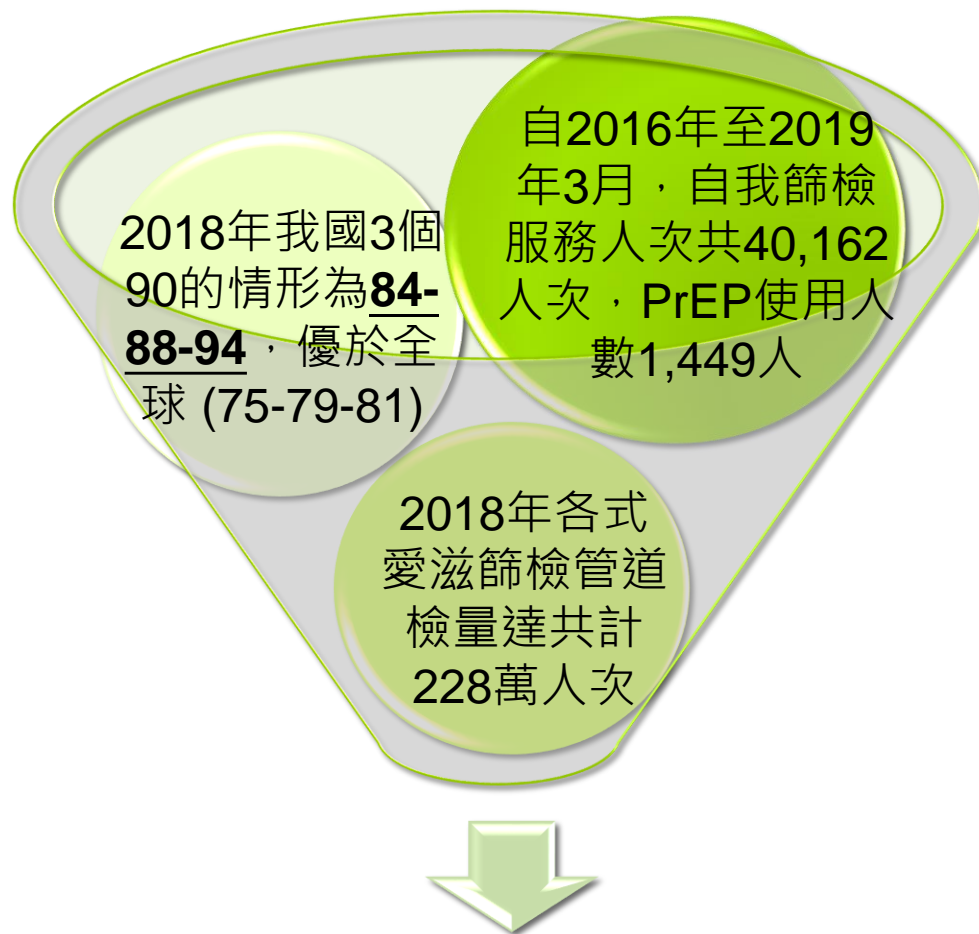 自2016年至2019
年3月，自我篩檢
服務人次共40,162
人次，PrEP使用人
數1,449人
2018年我國3個
90的情形為84-
88-94，優於全
球 (75-79-81)
2018年各式
愛滋篩檢管道
檢量達共計
228萬人次